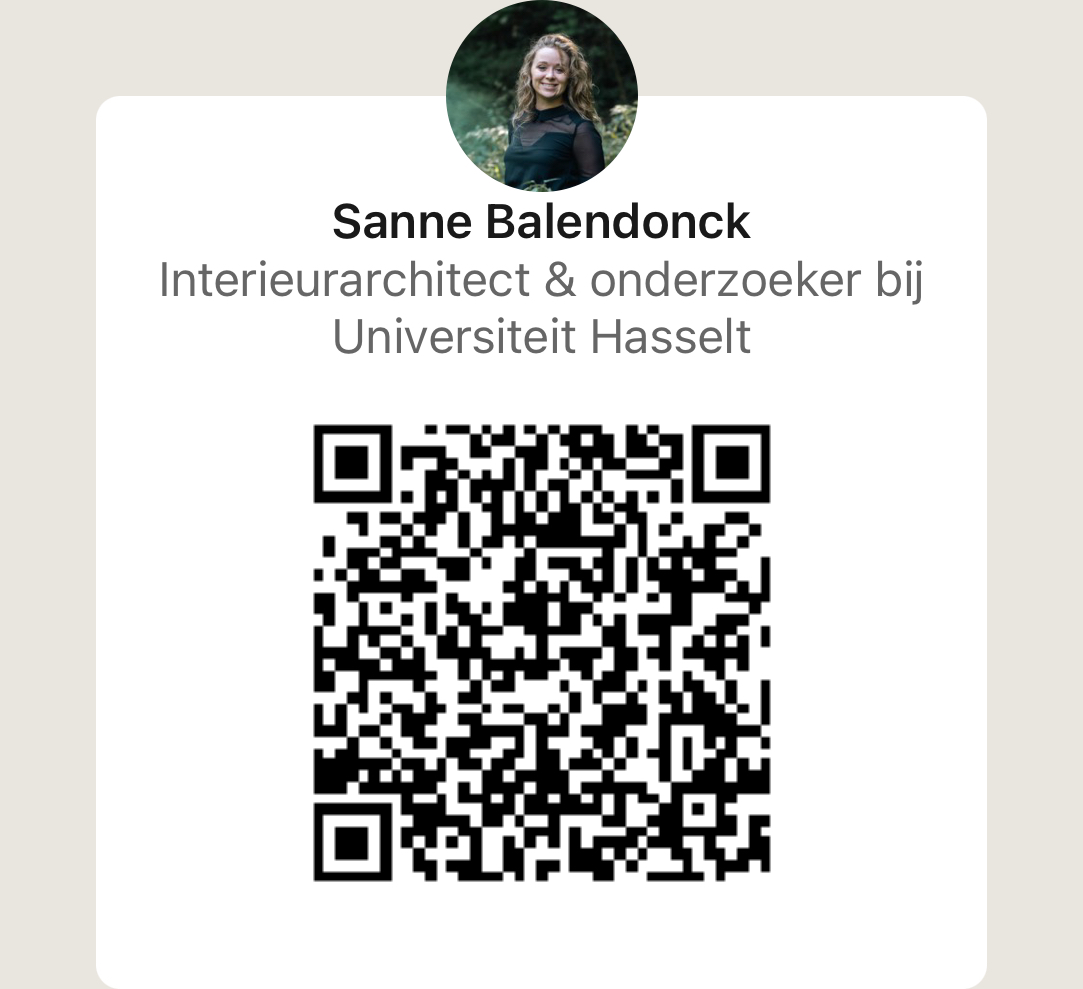 Sanne Balendonck
Interieurarchitect & onderzoeker bij
Universiteit Hasselt